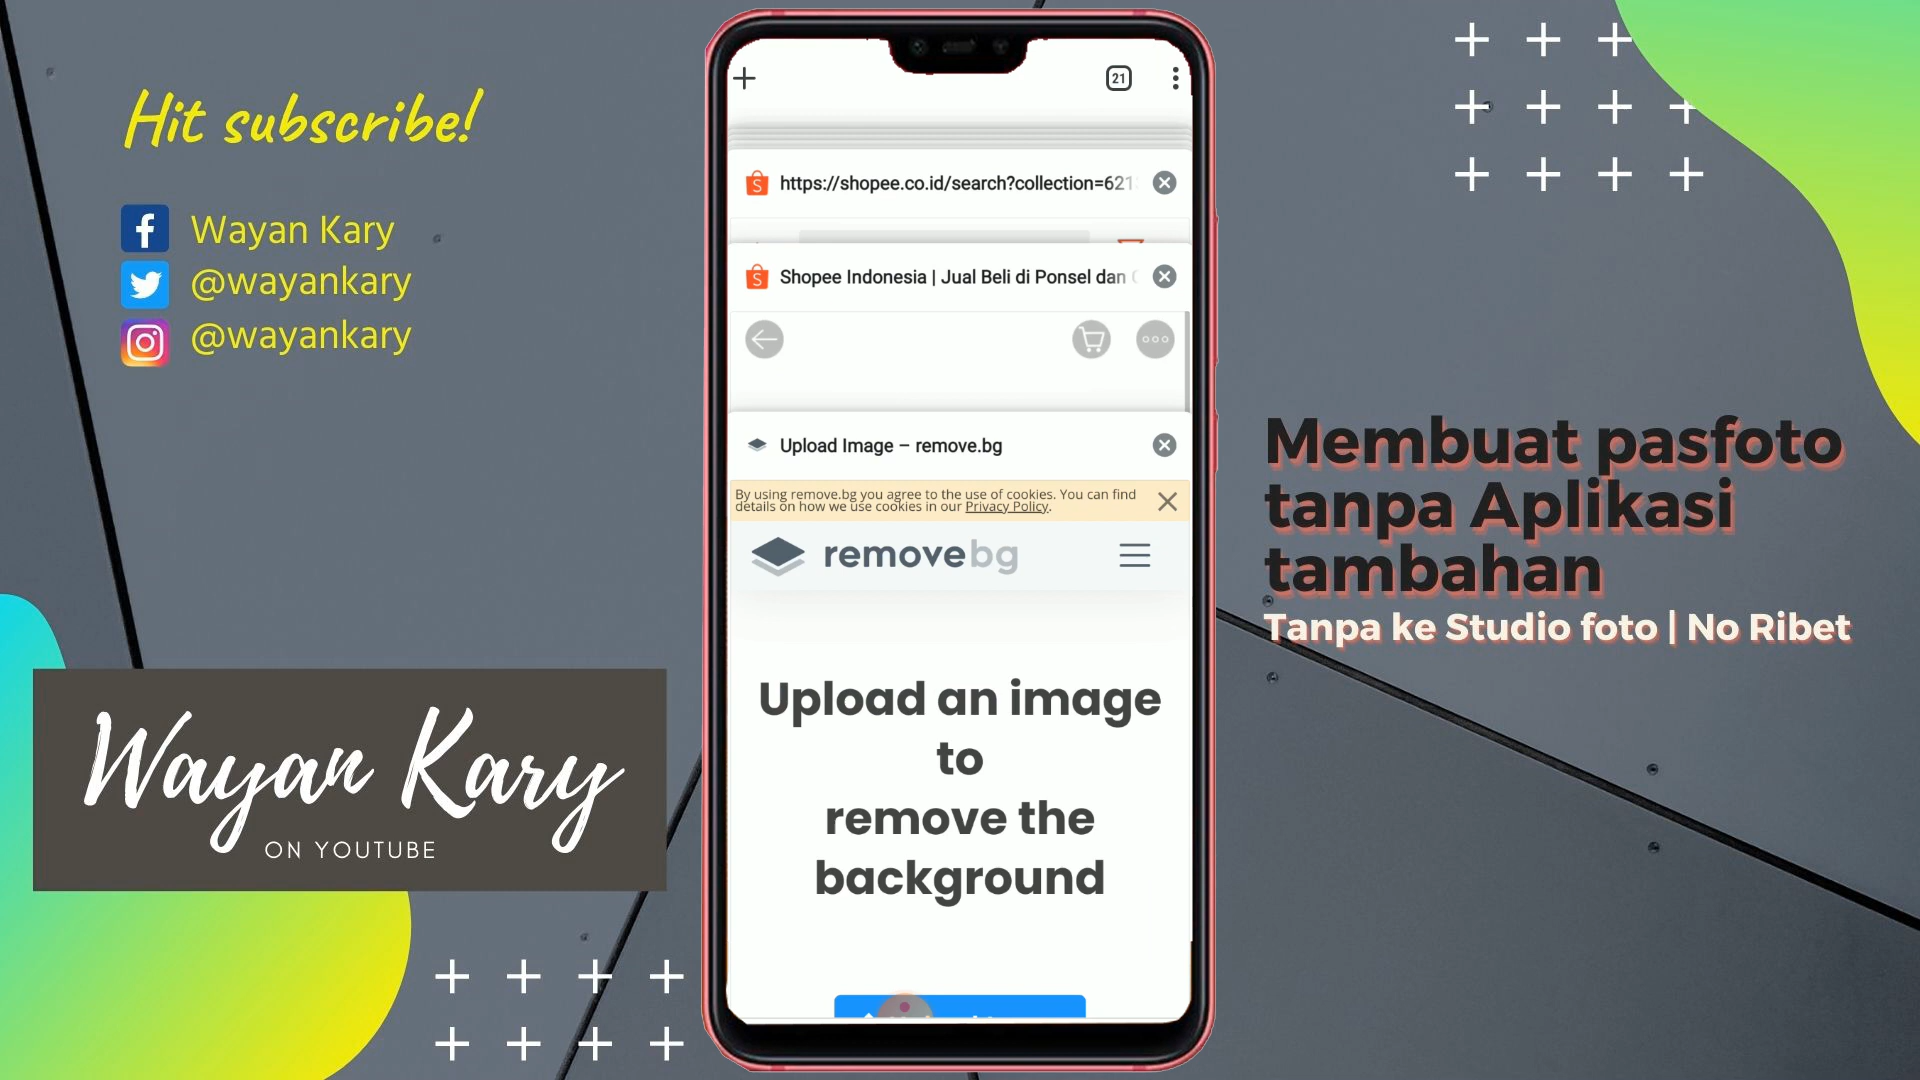 Hit subscribe!
Wayan Kary
@wayankary
@wayankary
Wayan Kary
ON YOUTUBE
21
https://shopee.co.id/search?collection=621
Shopee Indonesia | Jual Beli di Ponsel dan
Upload Image – remove.bg
By using remove.bg you agree to the use of cookies. You can find
details on how we use cookies in our Privacy Policy.
removebg
Upload an image
to
remove the
background
Membuat pasfoto
tanpa Aplikasi
tambahan
Tanpa ke Studio foto | No Ribet